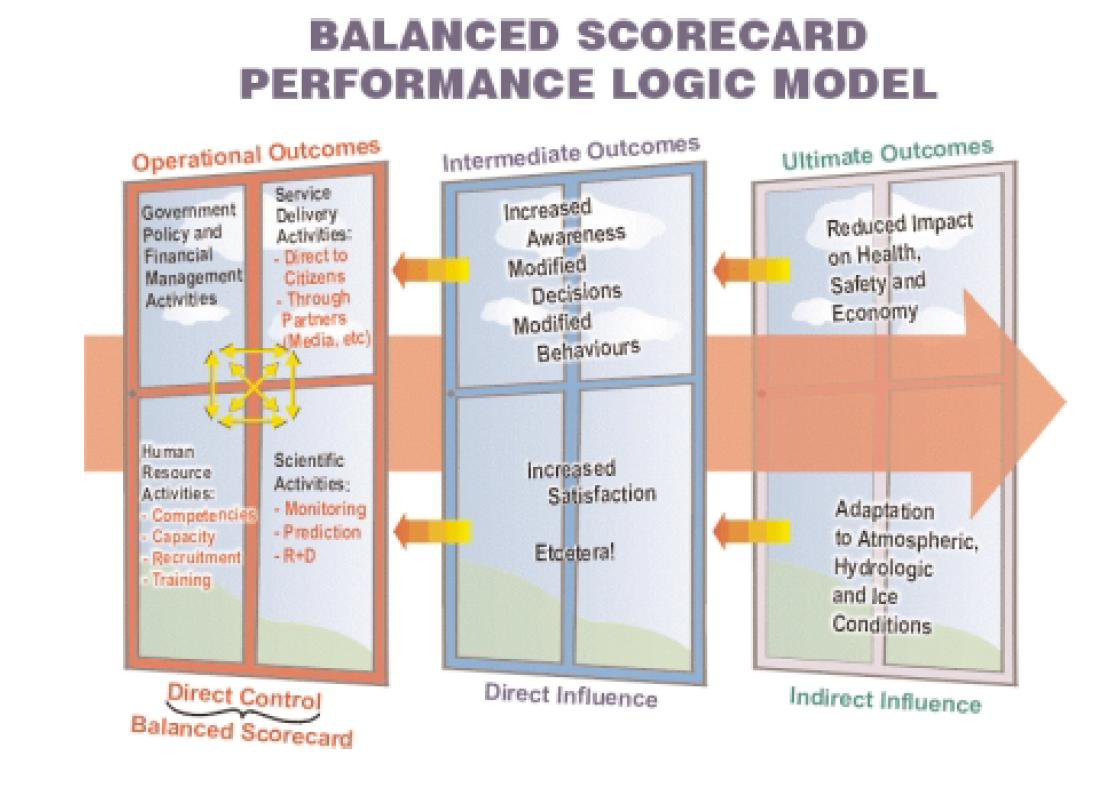 BALANCED SCORECARD
PERFORMANCE LOGIC MODEL
Operational Outcomes
Government
Policy and
Financial
Management
Activities
Service
Delivery
Activities:
- Direct to
Citizens
- Through
Partners
(Media, etc)
Human
Resource
Activities:
- Competencies
- Capacity
- Recruitment
- Training
Scientific
Activities:
- Monitoring
- Prediction
- R+D
Direct Control
Balanced Scorecard
Intermediate Outcomes
Increased
Awareness
Modified
Decisions
Modified
Behaviours
Increased
Satisfaction
Etcetera!
Direct Influence
Ultimate Outcomes
Reduced Impact
on Health,
Safety and
Economy
Adaptation
to Atmospheric,
Hydrologic
and Ice
Conditions
Indirect Influence